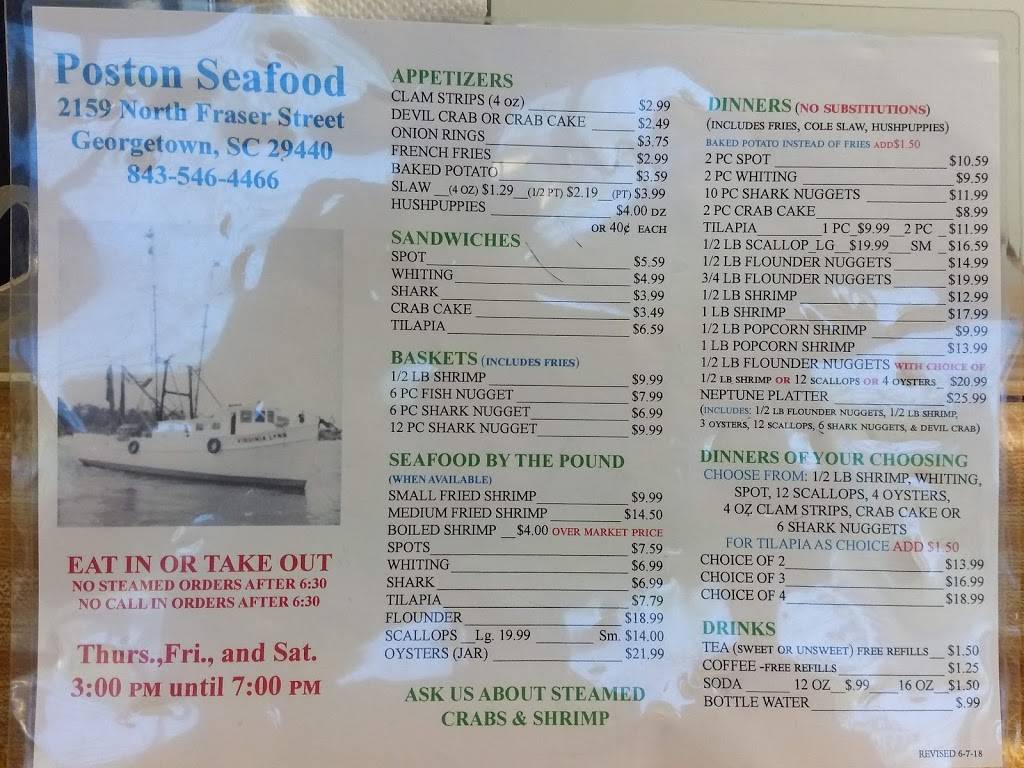 Poston Seafood
2159 North Fraser Street
Georgetown, SC 29440
843-546-4466
VIRGINIA LYNN
EAT IN OR TAKE OUT
NO STEAMED ORDERS AFTER 6:30
NO CALL IN ORDERS AFTER 6:30
Thurs.,Fri., and Sat.
3:00 PM until 7:00 PM
APPETIZERS
CLAM STRIPS (4 oz) $2.99
DEVIL CRAB OR CRAB CAKE $2.49
ONION RINGS $3.75
FRENCH FRIES $2.99
BAKED POTATO $3.59
SLAW (4 OZ) $1.29 (1/2 PT) $2.19 (PT) $3.99
HUSHPUPPIES $4.00 DZ
OR 40¢ EACH
SANDWICHES
SPOT $5.59
WHITING $4.99
SHARK $3.99
CRAB CAKE $3.49
TILAPIA $6.59
BASKETS (INCLUDES FRIES)
1/2 LB SHRIMP $9.99
6 PC FISH NUGGET $7.99
6 PC SHARK NUGGET $6.99
12 PC SHARK NUGGET $9.99
SEAFOOD BY THE POUND
(WHEN AVAILABLE)
SMALL FRIED SHRIMP $9.99
MEDIUM FRIED SHRIMP $14.50
BOILED SHRIMP $4.00 OVER MARKET PRICE
SPOTS $7.59
WHITING $6.99
SHARK $6.99
TILAPIA $7.79
FLOUNDER $18.99
SCALLOPS Lg. 19.99 Sm. $14.00
OYSTERS (JAR) $21.99
ASK US ABOUT STEAMED
CRABS & SHRIMP
DINNERS (NO SUBSTITUTIONS)
(INCLUDES FRIES, COLE SLAW, HUSHPUPPIES)
BAKED POTATO INSTEAD OF FRIES ADD$1.50
2 PC SPOT $10.59
2 PC WHITING $9.59
10 PC SHARK NUGGETS $11.99
2 PC CRAB CAKE $8.99
TILAPIA 1 PC $9.99 2 PC $11.99
1/2 LB SCALLOP LG $19.99 SM $16.59
1/2 LB FLOUNDER NUGGETS $14.99
3/4 LB FLOUNDER NUGGETS $19.99
1/2 LB SHRIMP $12.99
1 LB SHRIMP $17.99
1/2 LB POPCORN SHRIMP $9.99
1 LB POPCORN SHRIMP $13.99
1/2 LB FLOUNDER NUGGETS WITH CHOICE OF
1/2 LB SHRIMP OR 12 SCALLOPS OR 4 OYSTERS $20.99
NEPTUNE PLATTER $25.99
(INCLUDES: 1/2 LB FLOUNDER NUGGETS, 1/2 LB SHRIMP,
3 OYSTERS, 12 SCALLOPS, 6 SHARK NUGGETS, & DEVIL CRAB)
DINNERS OF YOUR CHOOSING
CHOOSE FROM: 1/2 LB SHRIMP, WHITING,
SPOT, 12 SCALLOPS, 4 OYSTERS,
4 OZ CLAM STRIPS, CRAB CAKE OR
6 SHARK NUGGETS
FOR TILAPIA AS CHOICE ADD $1.50
CHOICE OF 2 $13.99
CHOICE OF 3 $16.99
CHOICE OF 4 $18.99
DRINKS
TEA (SWEET OR UNSWEET) FREE REFILLS $1.50
COFFEE -FREE REFILLS $1.25
SODA 12 OZ $.99 16 OZ $1.50
BOTTLE WATER $.99
REVISED 6-7-18